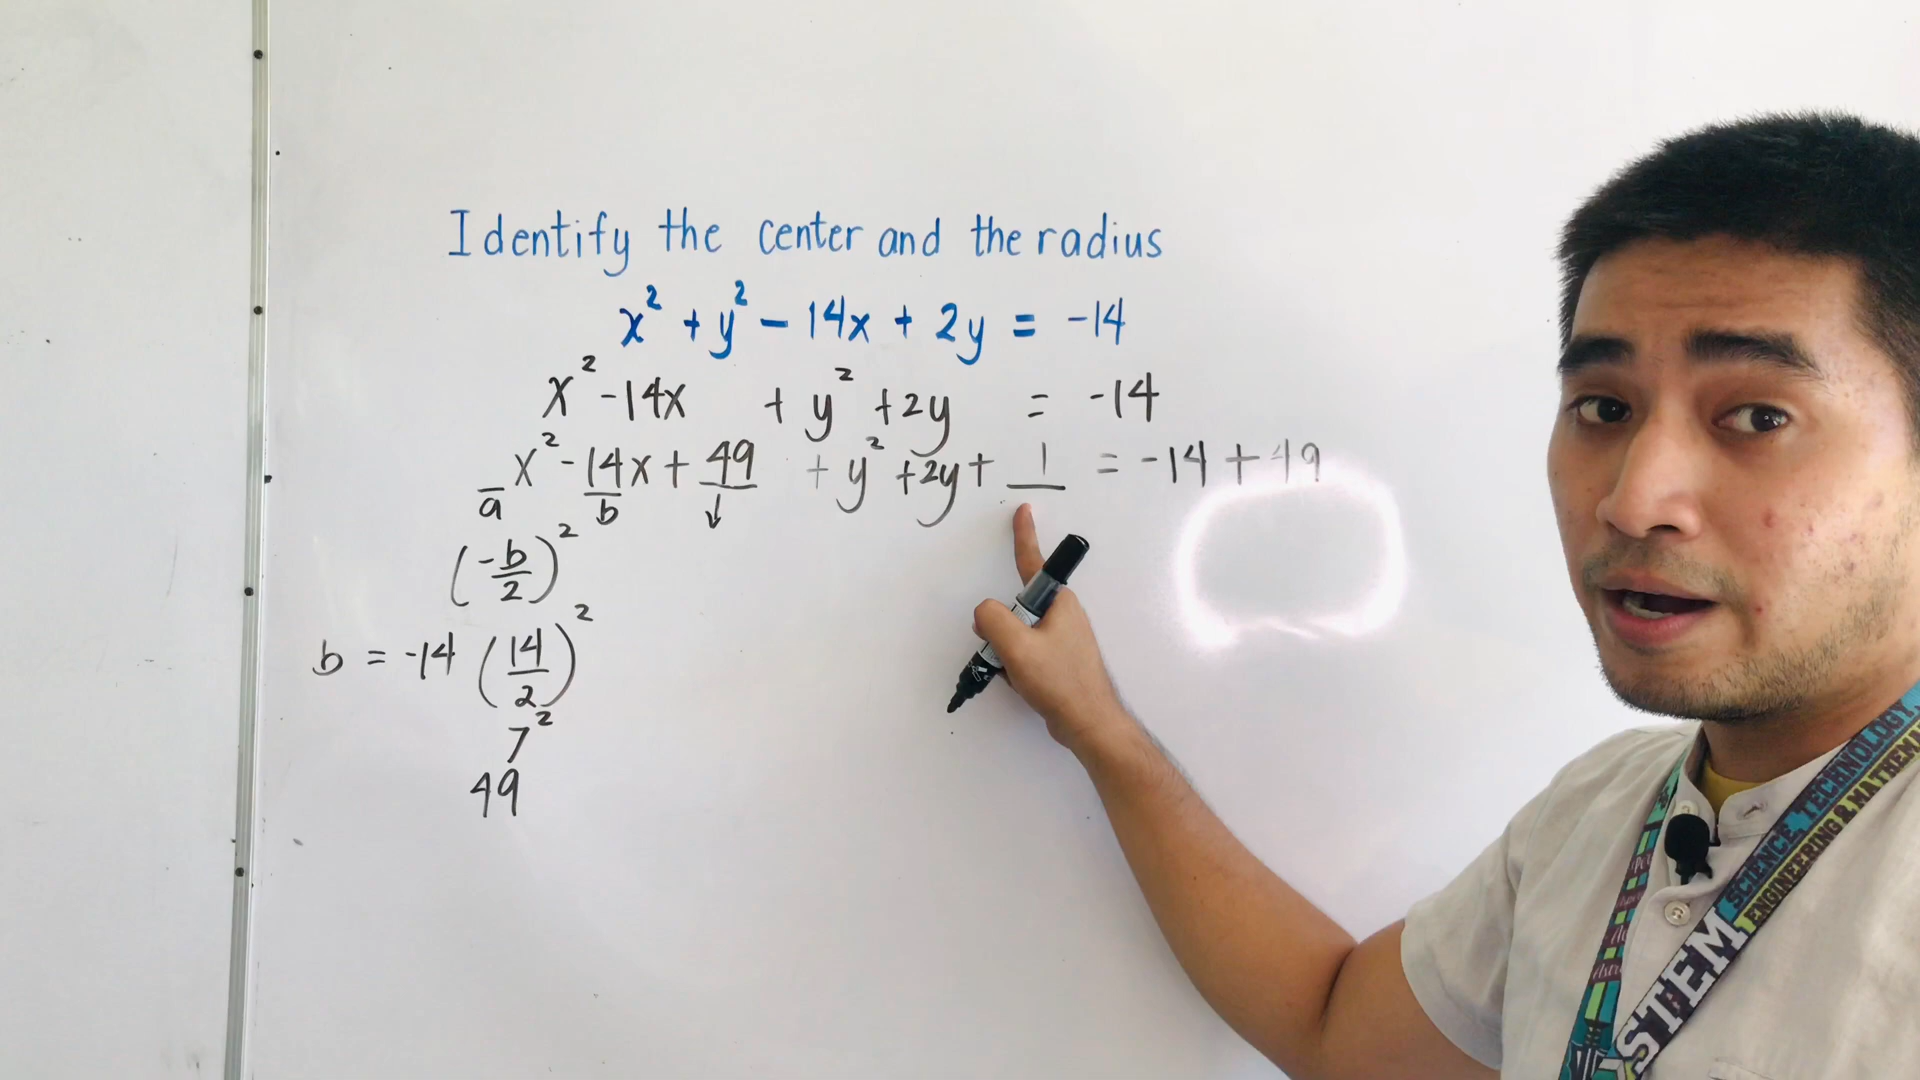 Identify the center and the radius
x² + y² - 14x + 2y = -14
x² - 14x + y² + 2y = -14
x² - 14x + 49 + y² + 2y + 1 = -14 + 49
a b ↓
(-b/2)²
b = -14 (14/2)²
7²
49
SCIENCE, TECHNOLOGY,
ENGINEERING & MATHEM
STEM